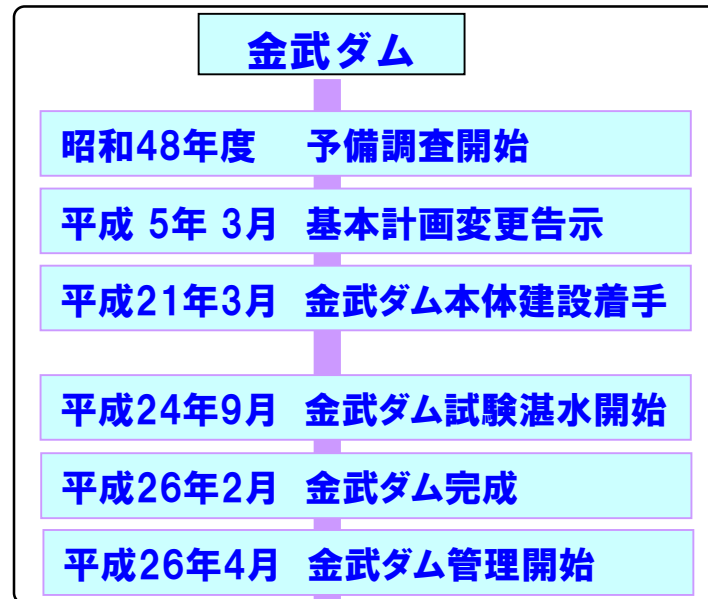 金武ダム
昭和48年度　予備調査開始
平成 5年 3月　基本計画変更告示
平成21年3月　金武ダム本体建設着手
平成24年9月　金武ダム試験湛水開始
平成26年2月　金武ダム完成
平成26年4月　金武ダム管理開始